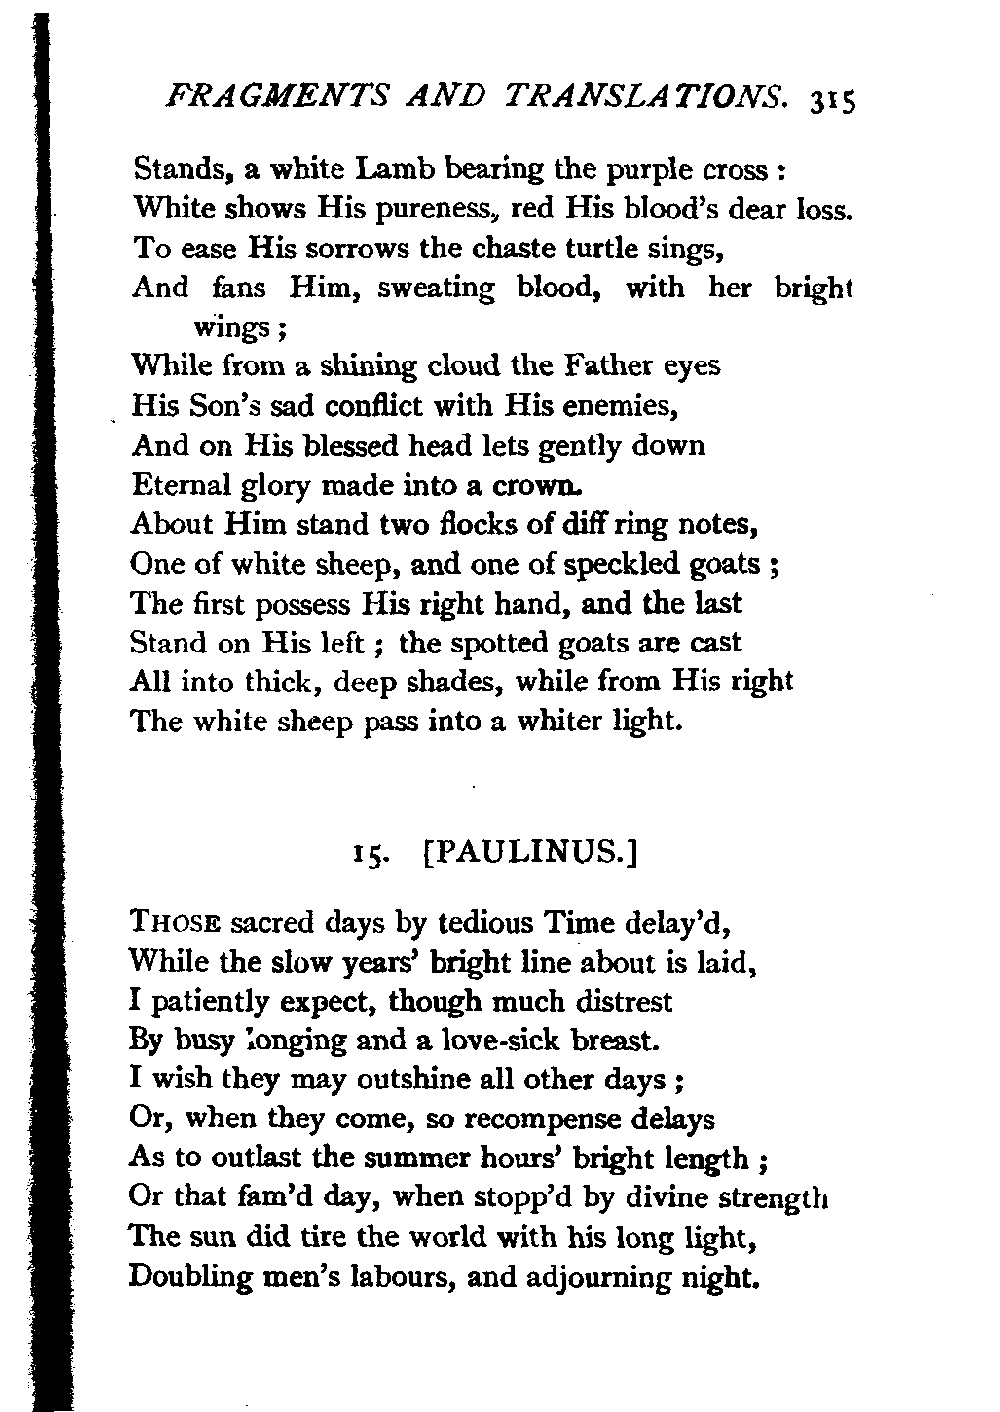 FRAGMENTS AND TRANSLATIONS. 315
Stands, a white Lamb bearing the purple cross :
White shows His pureness, red His blood's dear loss.
To ease His sorrows the chaste turtle sings,
And fans Him, sweating blood, with her bright
wings ;
While from a shining cloud the Father eyes
His Son's sad conflict with His enemies,
And on His blessed head lets gently down
Eternal glory made into a crown.
About Him stand two flocks of diff ring notes,
One of white sheep, and one of speckled goats ;
The first possess His right hand, and the last
Stand on His left ; the spotted goats are cast
All into thick, deep shades, while from His right
The white sheep pass into a whiter light.
15. [PAULINUS.]
THOSE sacred days by tedious Time delay'd,
While the slow years' bright line about is laid,
I patiently expect, though much distrest
By busy longing and a love-sick breast.
I wish they may outshine all other days ;
Or, when they come, so recompense delays
As to outlast the summer hours' bright length ;
Or that fam'd day, when stopp'd by divine strength
The sun did tire the world with his long light,
Doubling men's labours, and adjourning night.